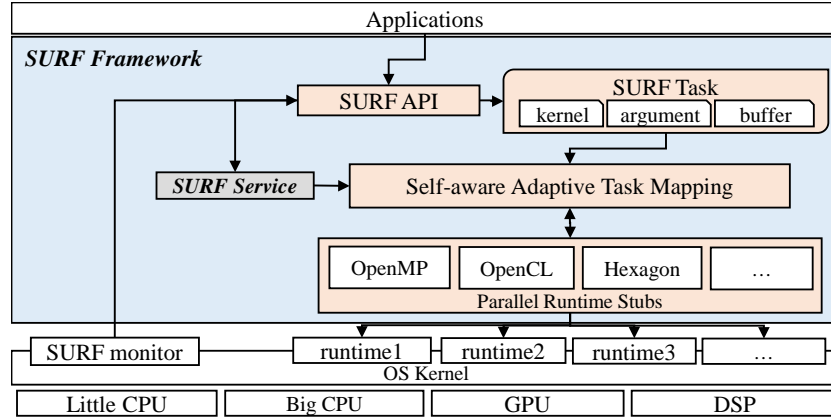 Applications
SURF Framework
SURF API
SURF Task
kernel
argument
buffer
SURF Service
Self-aware Adaptive Task Mapping
OpenMP
OpenCL
Hexagon
...
Parallel Runtime Stubs
SURF monitor
runtime1
runtime2
runtime3
...
OS Kernel
Little CPU
Big CPU
GPU
DSP